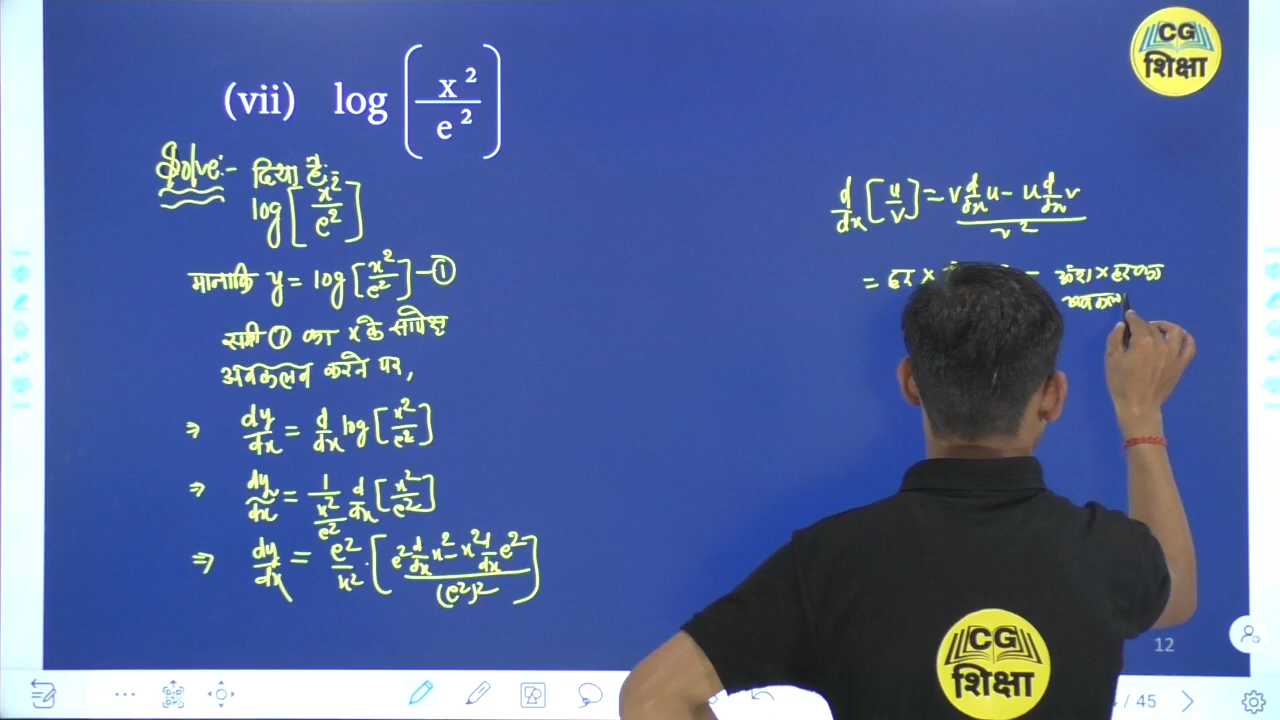 (vii) log [x²/e²]
Solve:- दिया है:-
log [x²/e²]
मानाकि y = log [x²/e²] -①
समी ① का x के सापेक्ष
अवकलन करने पर,
⇒ dy/dx = d/dx log [x²/e²]
⇒ dy/dx = 1/(x²/e²) d/dx [x²/e²]
⇒ dy/dx = e²/x² · [(e² d/dx x² - x² d/dx e²)/(e²)²]
CG
शिक्षा
d/dx [u/v] = (v d/dx u - u d/dx v)/v²
= हर × - अंश × हर का
CG
शिक्षा
12
/ 45